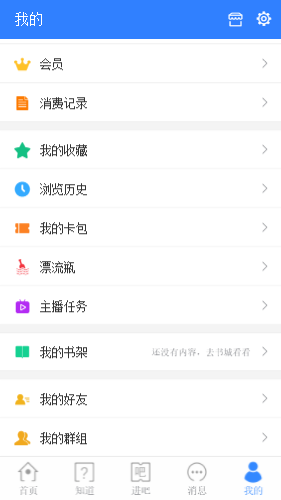 我的
会员
消费记录
我的收藏
浏览历史
我的卡包
漂流瓶
主播任务
我的书架 还没有内容，去书城看看
我的好友
我的群组
首页 知道 进吧 消息 我的